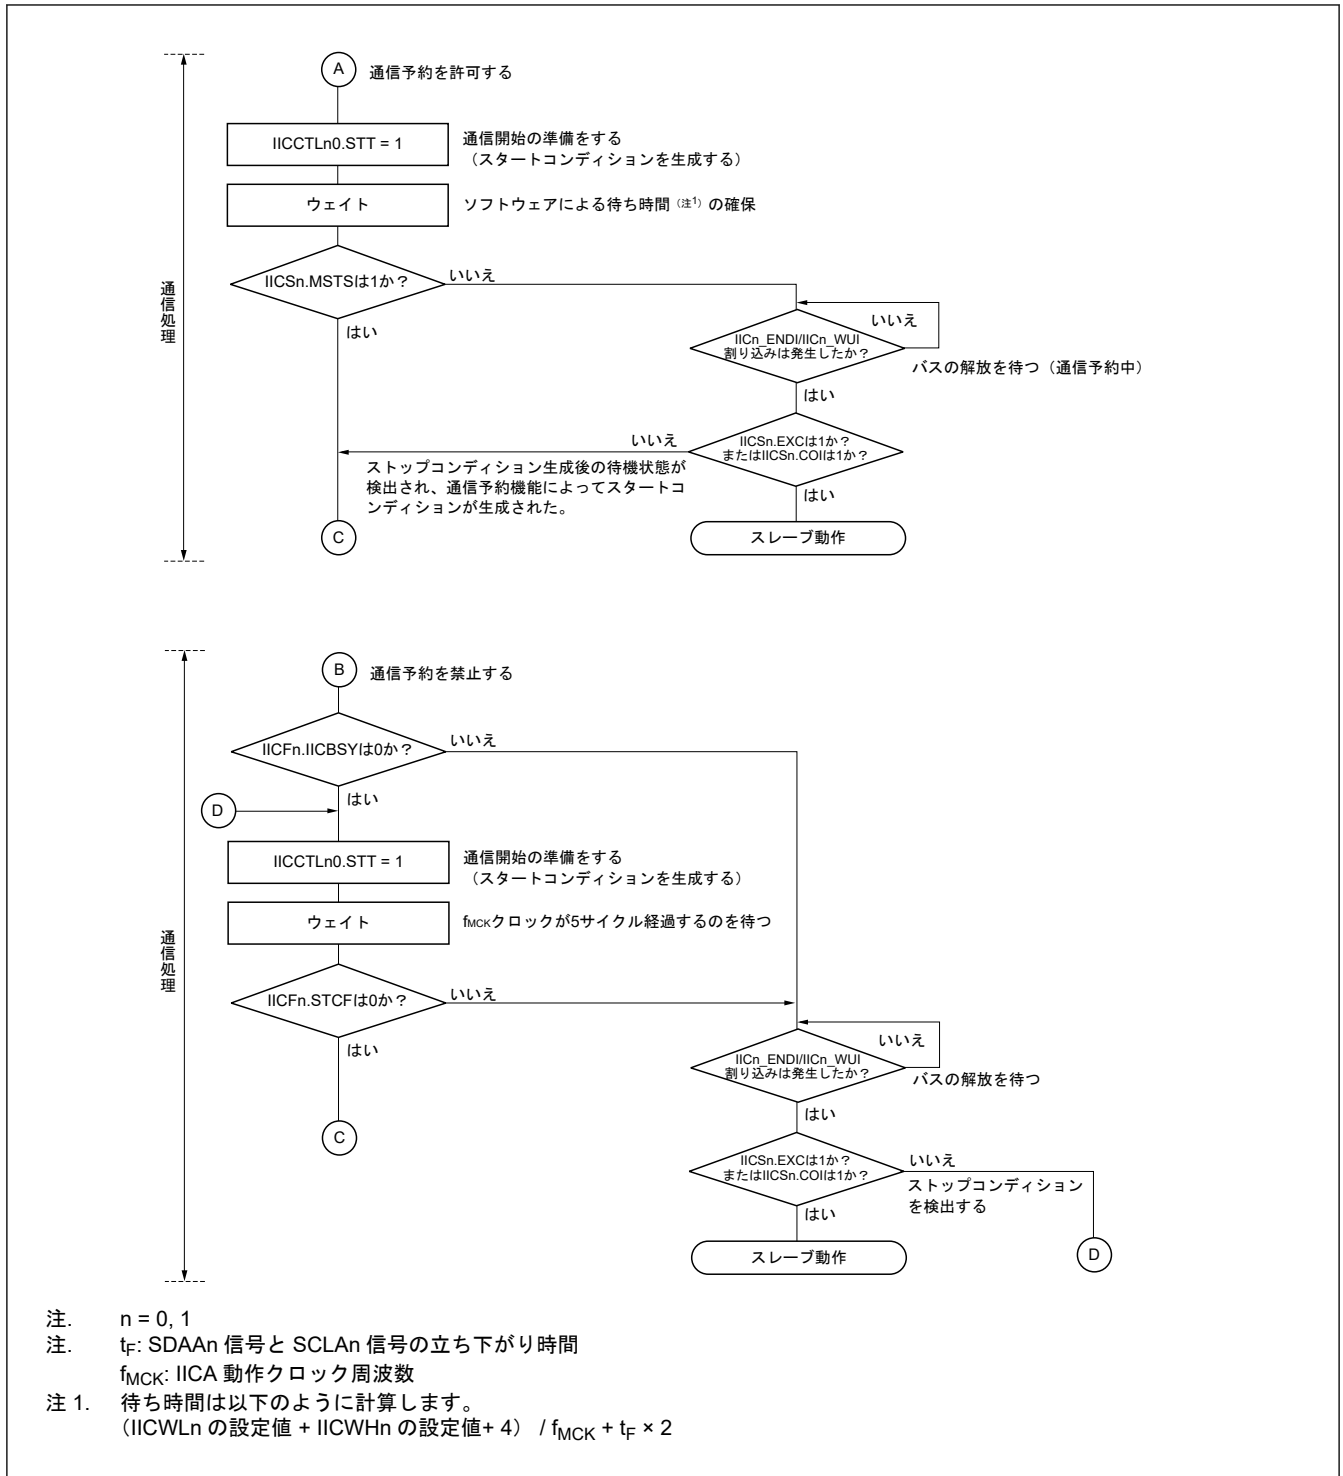 A 通信予約を許可する
IICCTLn0.STT = 1
通信開始の準備をする
（スタートコンディションを生成する）
ウェイト
ソフトウェアによる待ち時間（注1）の確保
IICSn.MSTSは1か？
いいえ
はい
いいえ
IICn_ENDI/IICn_WUI
割り込みは発生したか？
バスの解放を待つ（通信予約中）
はい
IICSn.EXCは1か？
またはIICSn.COIは1か？
いいえ
ストップコンディション生成後の待機状態が
検出され、通信予約機能によってスタートコ
ンディションが生成された。
はい
C
スレーブ動作
通信処理
B 通信予約を禁止する
IICFn.IICBSYは0か？
いいえ
はい
D
IICCTLn0.STT = 1
通信開始の準備をする
（スタートコンディションを生成する）
ウェイト
fMCKクロックが5サイクル経過するのを待つ
通信処理
IICFn.STCFは0か？
いいえ
はい
いいえ
IICn_ENDI/IICn_WUI
割り込みは発生したか？
バスの解放を待つ
はい
C
IICSn.EXCは1か？
またはIICSn.COIは1か？
いいえ
ストップコンディション
を検出する
はい
スレーブ動作
D
注. n = 0, 1
注. tF: SDAAn 信号と SCLAn 信号の立ち下がり時間
fMCK: IICA 動作クロック周波数
注 1. 待ち時間は以下のように計算します。
（IICWLn の設定値 + IICWHn の設定値+ 4） / fMCK + tF × 2